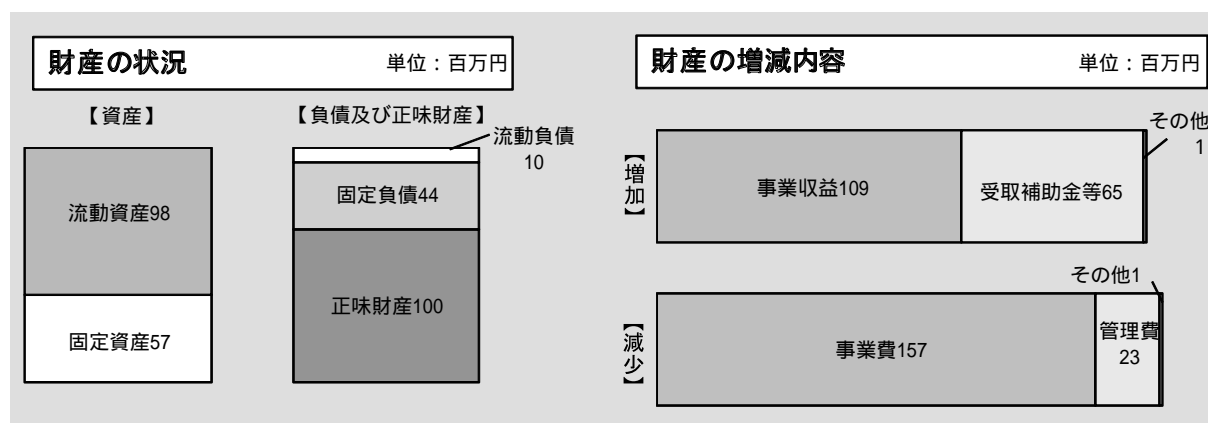 財産の状況 単位：百万円
【資産】
【負債及び正味財産】
流動負債
10
流動資産98
固定負債44
正味財産100
固定資産57
財産の増減内容 単位：百万円
その他
1
【増加】
事業収益109
受取補助金等65
その他1
【減少】
事業費157
管理費
23